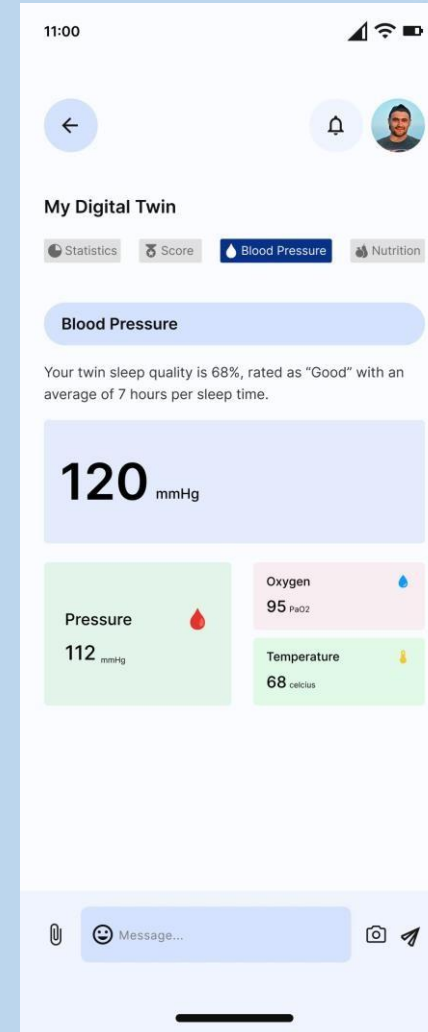 11:00
My Digital Twin
Statistics Score Blood Pressure Nutrition
Blood Pressure
Your twin sleep quality is 68%, rated as “Good” with an
average of 7 hours per sleep time.
120 mmHg
Pressure
112 mmHg
Oxygen
95 PaO2
Temperature
68 celcius
Message...